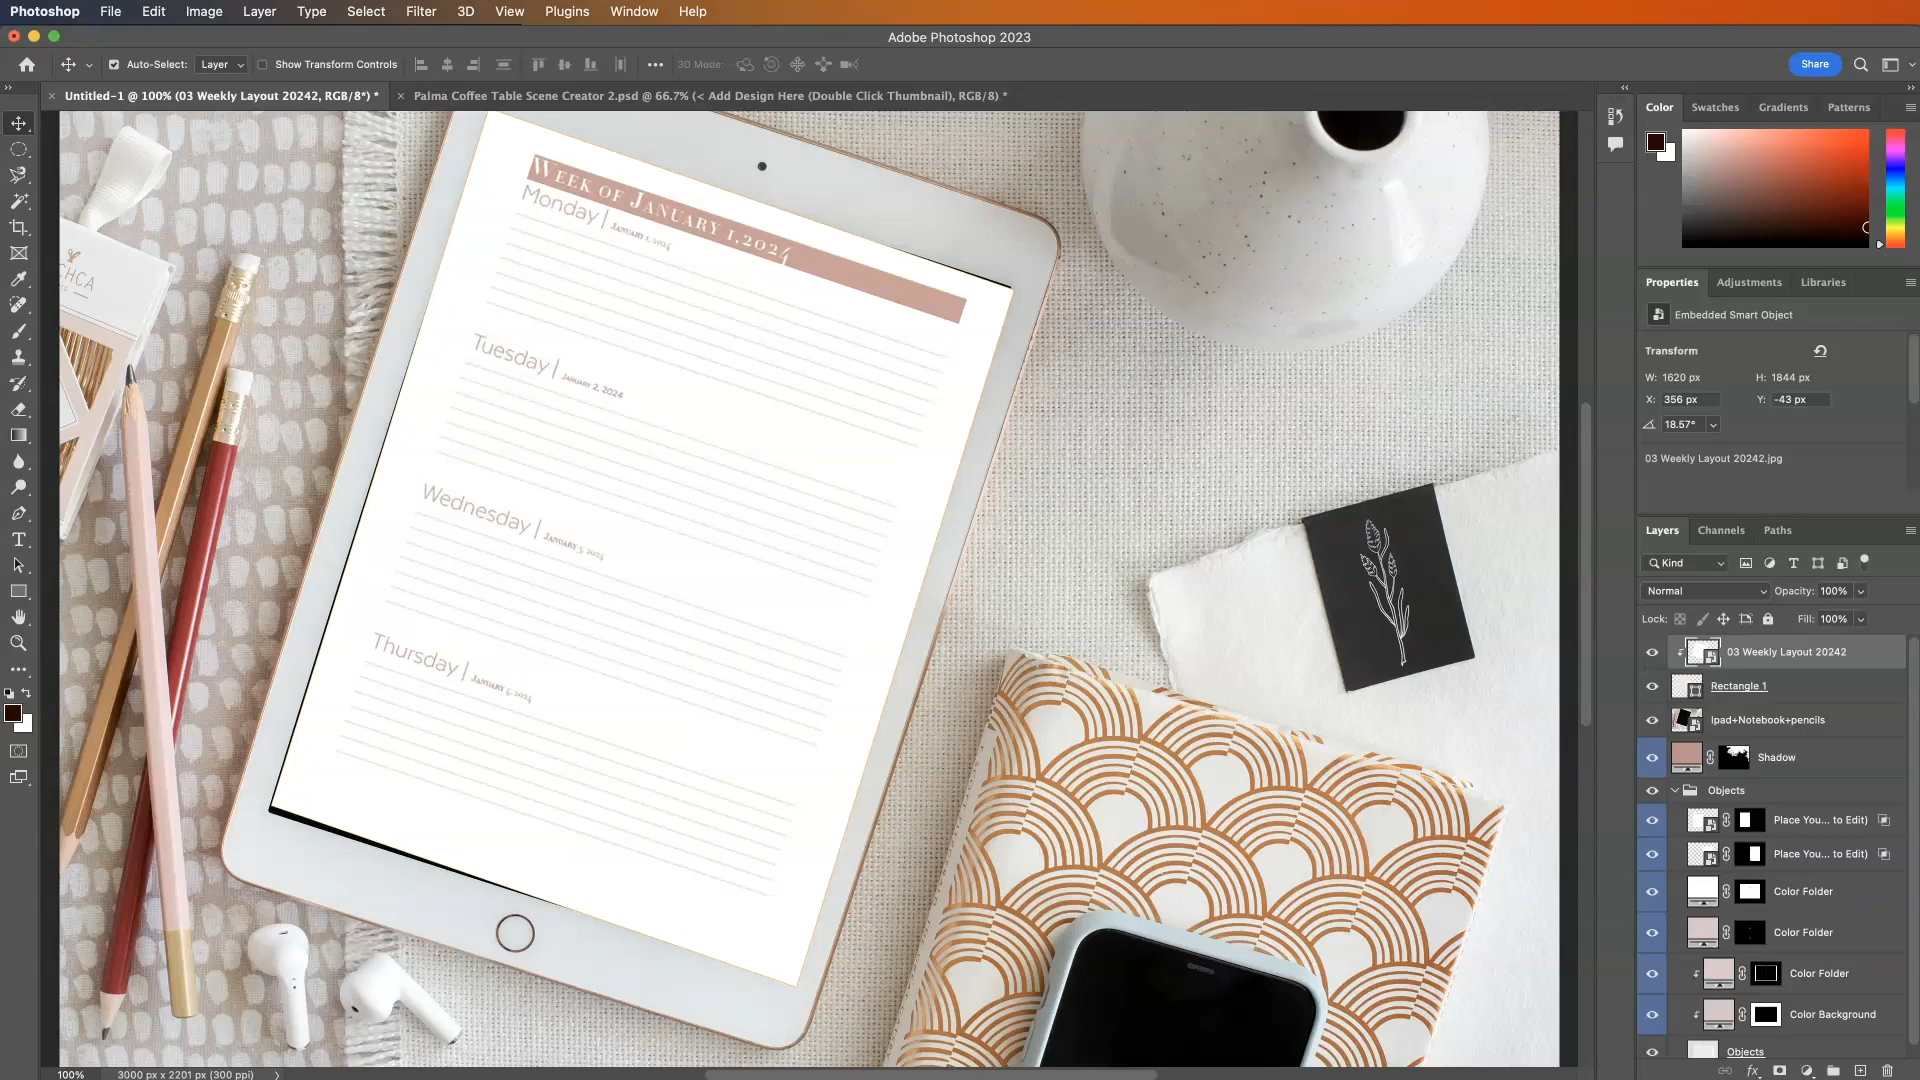 Photoshop File Edit Image Layer Type Select Filter 3D View Plugins Window Help
Adobe Photoshop 2023
Auto-Select: Layer Show Transform Controls 3D Mode: Share
Untitled-1 @ 100% (03 Weekly Layout 20242, RGB/8*) * Palma Coffee Table Scene Creator 2.psd @ 66.7% (< Add Design Here (Double Click Thumbnail), RGB/8) *
Color Swatches Gradients Patterns
Properties Adjustments Libraries
Embedded Smart Object
Transform
W: 1620 px H: 1844 px
X: 356 px Y: -43 px
18.57°
03 Weekly Layout 20242.jpg
Layers Channels Paths
Kind
Normal Opacity: 100%
Lock: Fill: 100%
03 Weekly Layout 20242
Rectangle 1
Ipad+Notebook+pencils
Shadow
Objects
Place You... to Edit)
Place You... to Edit)
Color Folder
Color Folder
Color Folder
Color Background
Objects
Week of January 1,2024
Monday | January 1, 2024
Tuesday | January 2, 2024
Wednesday | January 3, 2024
Thursday | January 4, 2024
100% 3000 px x 2201 px (300 ppi)